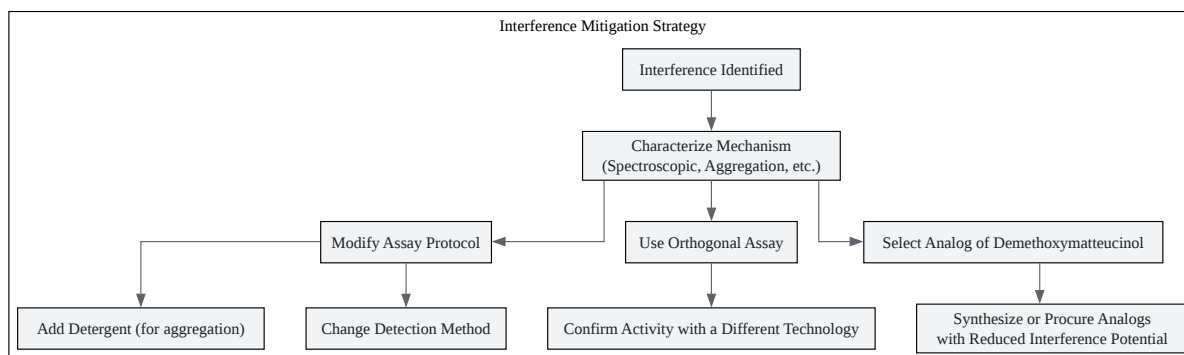 Interference Mitigation Strategy
Interference Identified
Characterize Mechanism
(Spectroscopic, Aggregation, etc.)
Modify Assay Protocol
Use Orthogonal Assay
Select Analog of Demethoxymatteucinol
Add Detergent (for aggregation)
Change Detection Method
Confirm Activity with a Different Technology
Synthesize or Procure Analogs
with Reduced Interference Potential